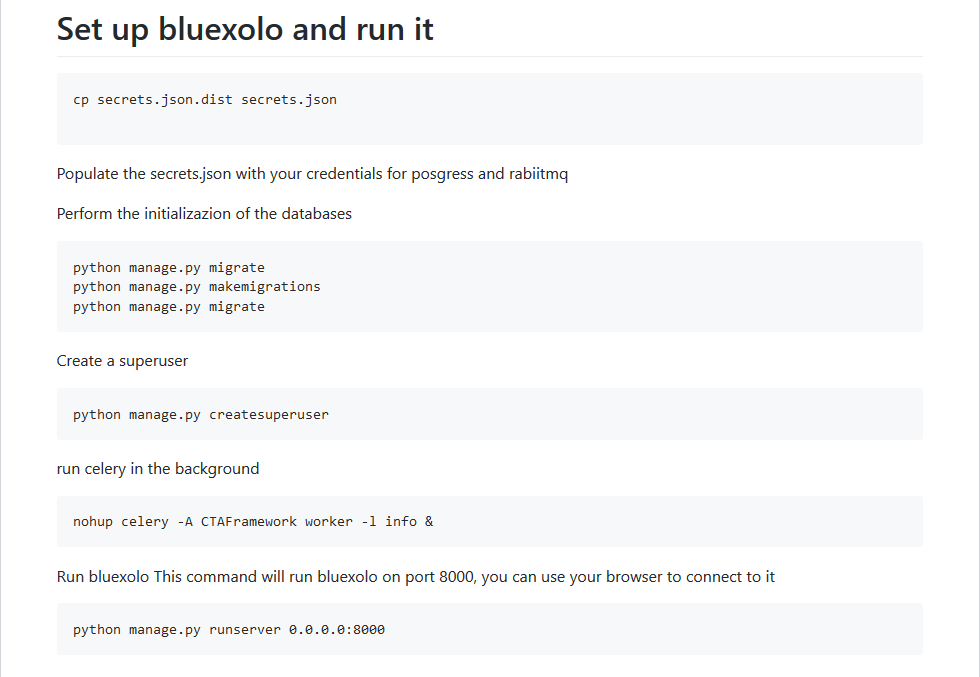 Set up bluexolo and run it
cp secrets.json.dist secrets.json
Populate the secrets.json with your credentials for posgress and rabiitmq
Perform the initializazion of the databases
python manage.py migrate
python manage.py makemigrations
python manage.py migrate
Create a superuser
python manage.py createsuperuser
run celery in the background
nohup celery -A CTAFramework worker -l info &
Run bluexolo This command will run bluexolo on port 8000, you can use your browser to connect to it
python manage.py runserver 0.0.0.0:8000